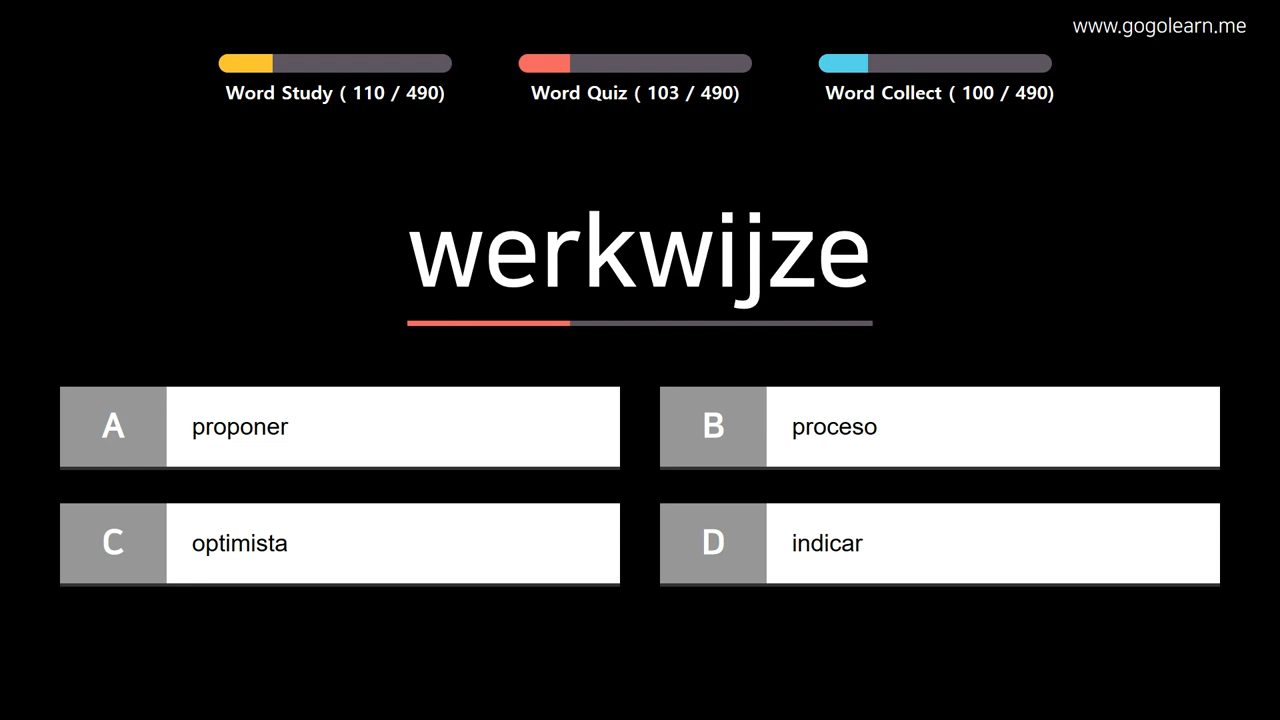 www.gogolearn.me
Word Study ( 110 / 490)
Word Quiz ( 103 / 490)
Word Collect ( 100 / 490)
werkwijze
A proponer
B proceso
C optimista
D indicar